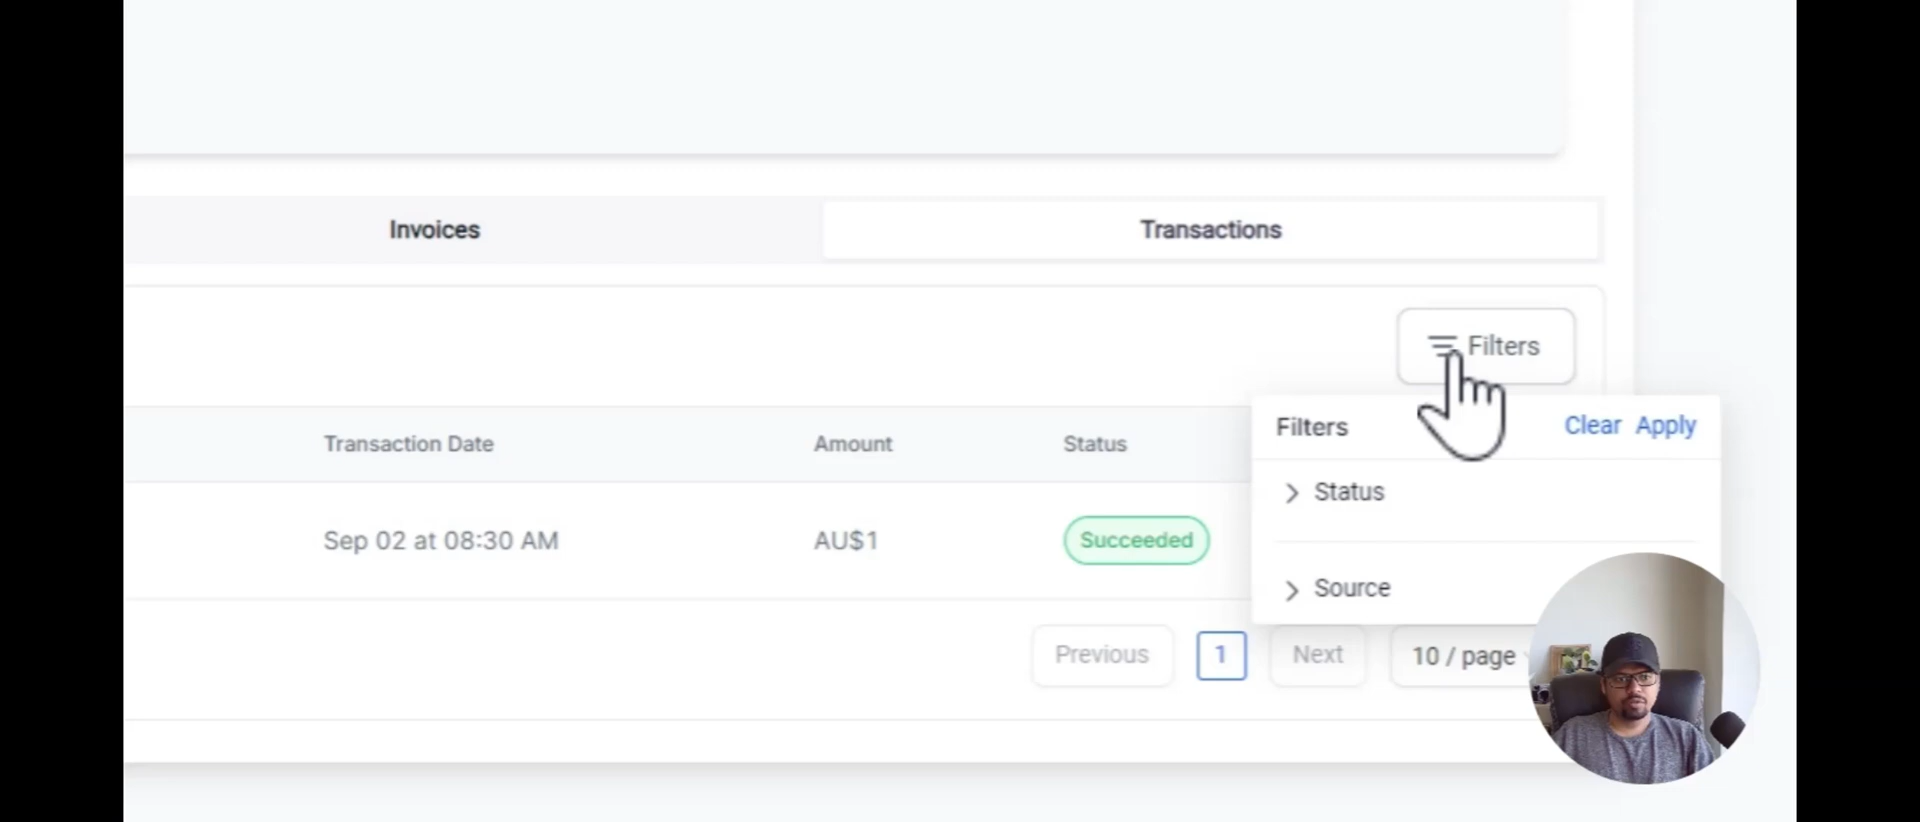 Invoices
Transactions
Filters
Filters
Clear
Apply
Transaction Date
Amount
Status
Status
Sep 02 at 08:30 AM
AU$1
Succeeded
Source
Previous
1
Next
10 / page